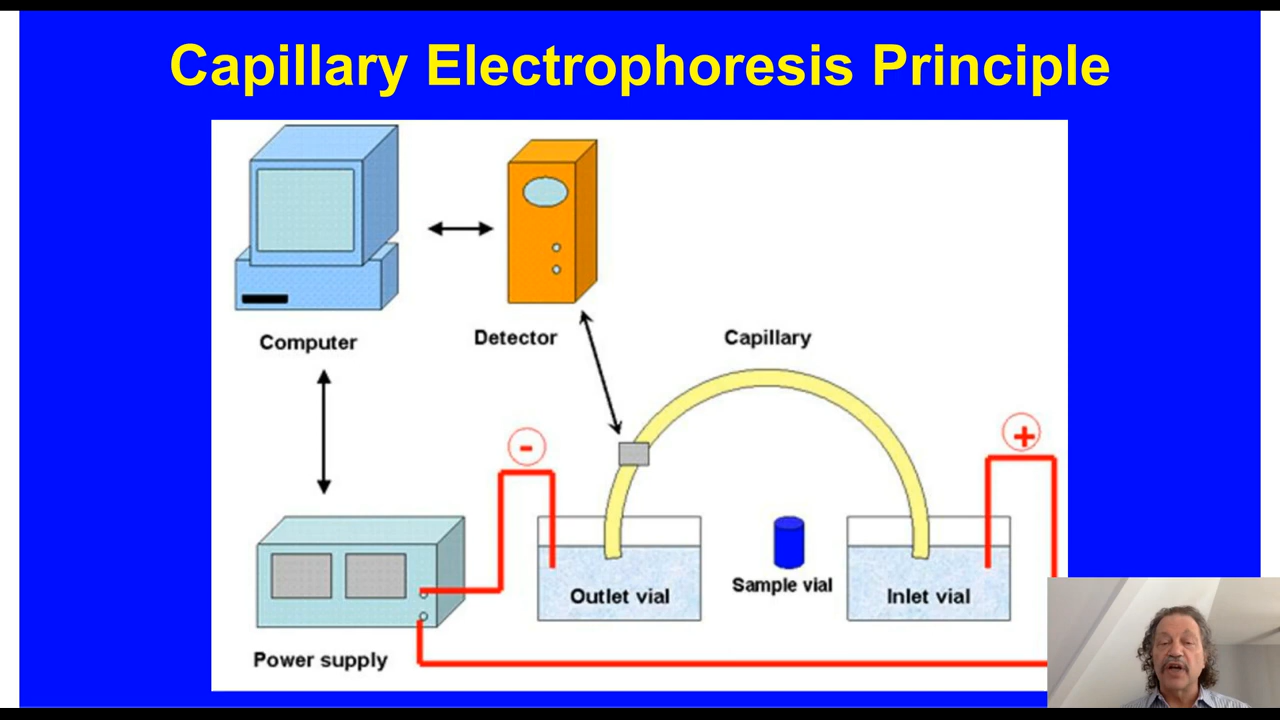 Capillary Electrophoresis Principle
Computer
Detector
Capillary
-
+
Outlet vial
Sample vial
Inlet vial
Power supply